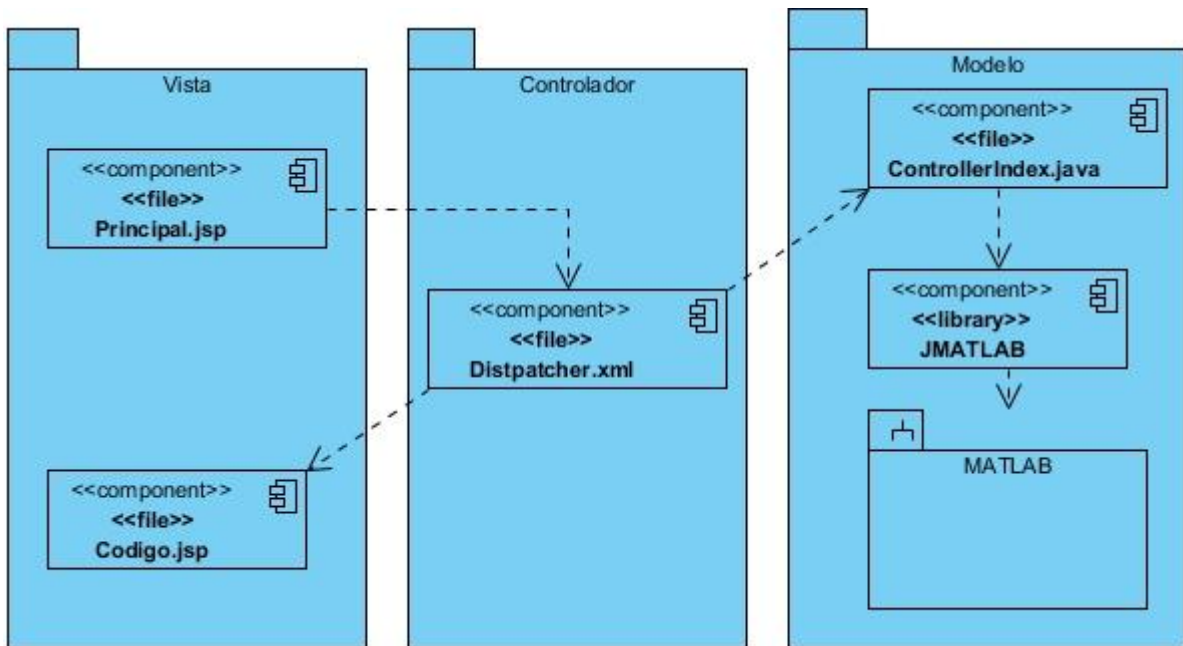 Vista
<<component>>
<<file>>
Principal.jsp
<<component>>
<<file>>
Codigo.jsp
Controlador
<<component>>
<<file>>
Distpatcher.xml
Modelo
<<component>>
<<file>>
ControllerIndex.java
<<component>>
<<library>>
JMATLAB
MATLAB